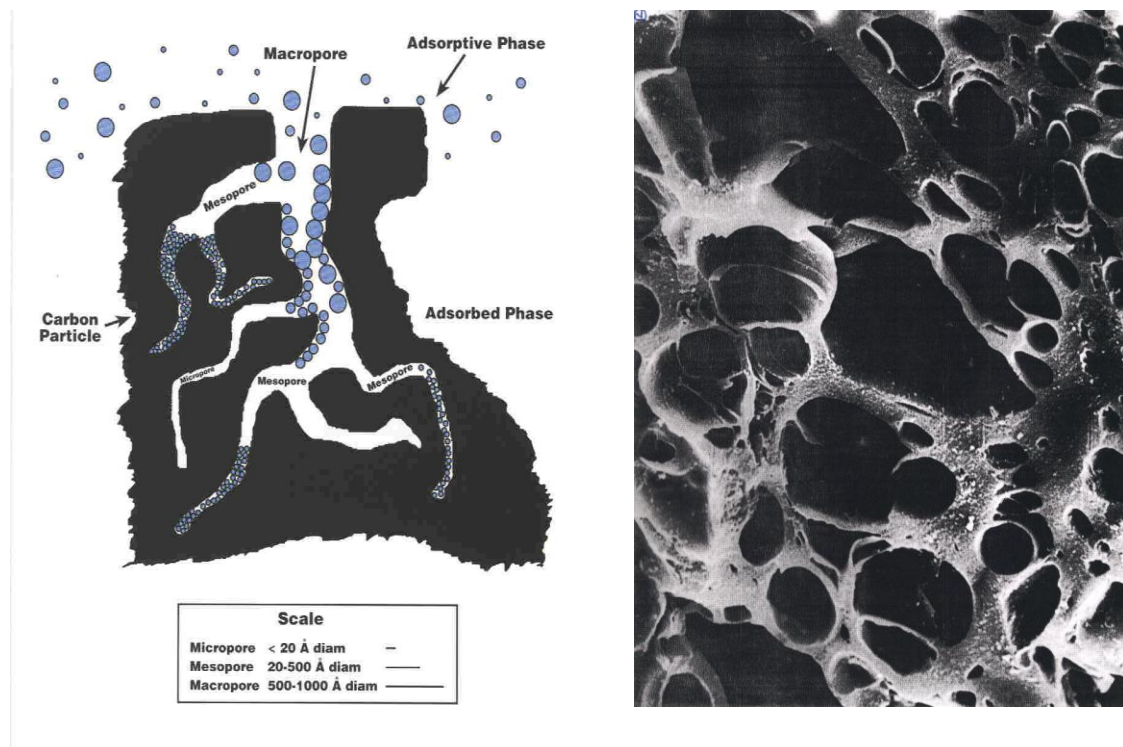 Adsorptive Phase
Macropore
Mesopore
Carbon
Particle
Adsorbed Phase
Micropore
Mesopore
Mesopore
Scale
Micropore < 20 Å diam
Mesopore 20-500 Å diam
Macropore 500-1000 Å diam